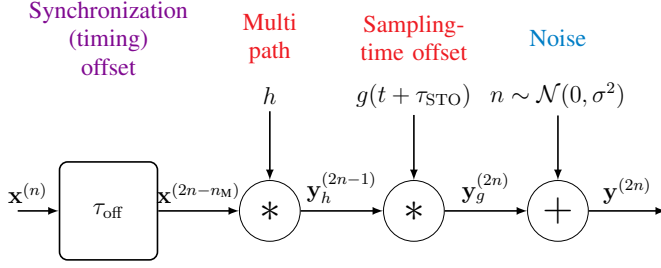 Synchronization
(timing)
offset
Multi
path
Sampling-
time offset
Noise
h
g(t + τ_STO)
n ∼ 𝒩(0, σ²)
𝐱^(n)
τ_off
𝐱^(2n−n_M)
*
𝐲_h^(2n−1)
*
𝐲_g^(2n)
+
𝐲^(2n)